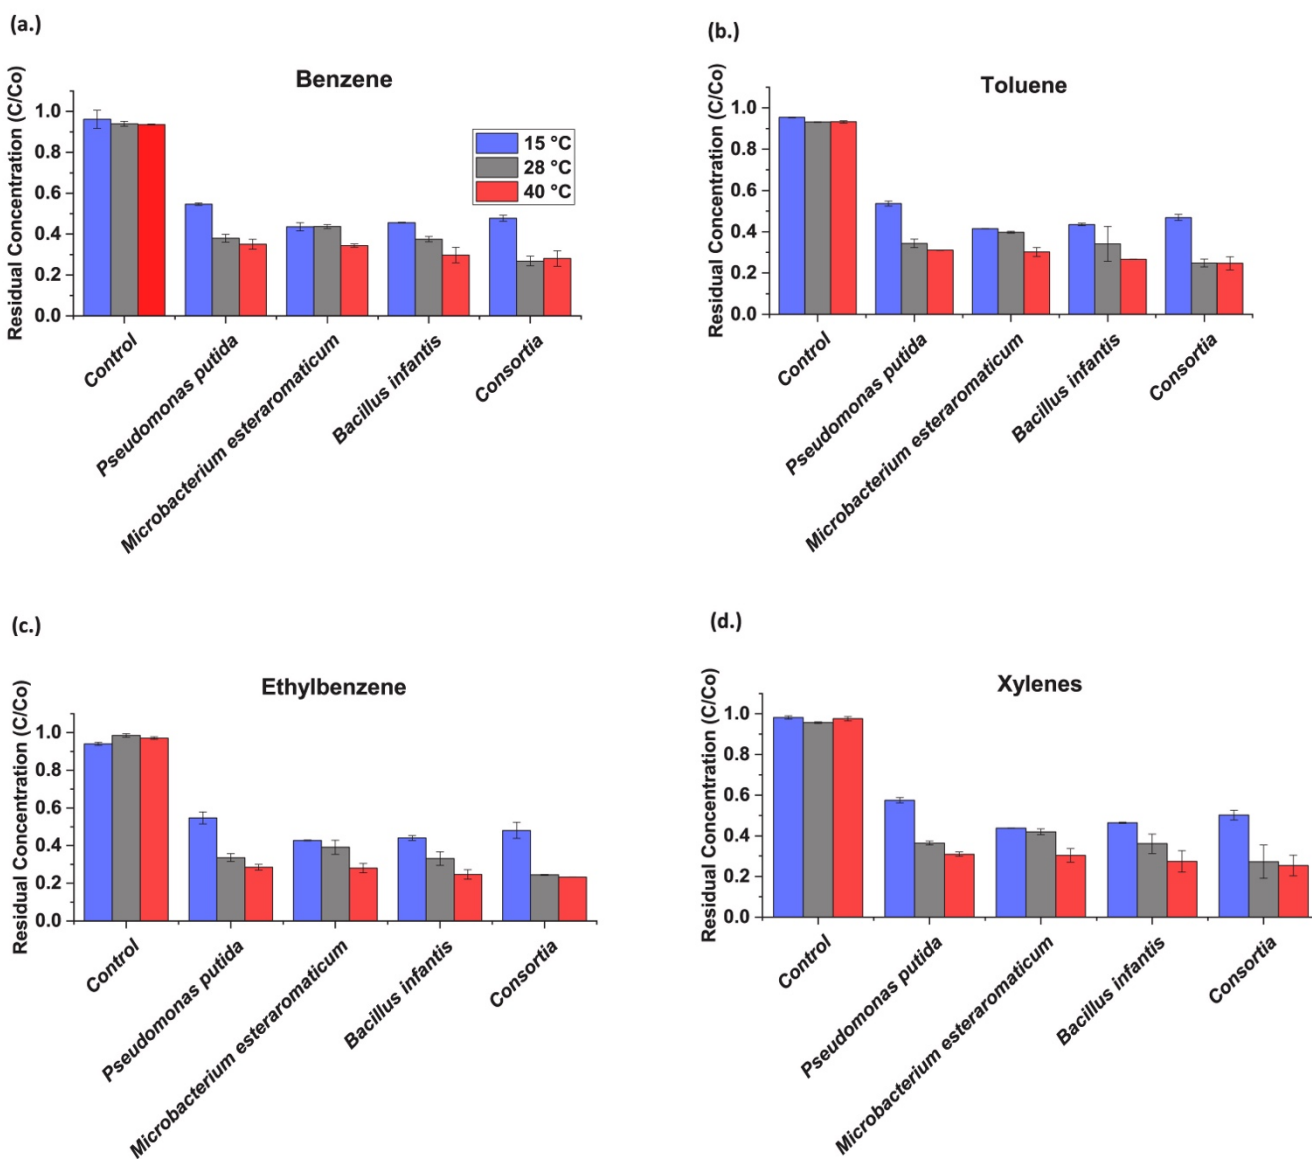 (a.)
Benzene
Residual Concentration (C/Co)
1.0
0.8
0.6
0.4
0.2
0.0
15 °C
28 °C
40 °C
Control
Pseudomonas putida
Microbacterium esteraromaticum
Bacillus infantis
Consortia
(b.)
Toluene
Residual Concentration (C/Co)
1.0
0.8
0.6
0.4
0.2
0.0
Control
Pseudomonas putida
Microbacterium esteraromaticum
Bacillus infantis
Consortia
(c.)
Ethylbenzene
Residual Concentration (C/Co)
1.0
0.8
0.6
0.4
0.2
0.0
Control
Pseudomonas putida
Microbacterium esteraromaticum
Bacillus infantis
Consortia
(d.)
Xylenes
Residual Concentration (C/Co)
1.0
0.8
0.6
0.4
0.2
0.0
Control
Pseudomonas putida
Microbacterium esteraromaticum
Bacillus infantis
Consortia